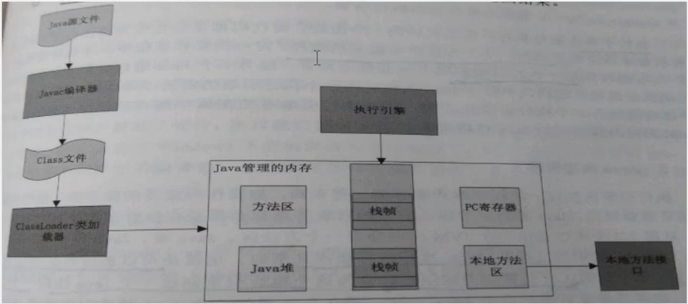 Java源文件
Javac编译器
Class文件
ClassLoader类加
载器
执行引擎
Java管理的内存
方法区
栈帧
PC寄存器
Java堆
栈帧
本地方法
区
本地方法接
口